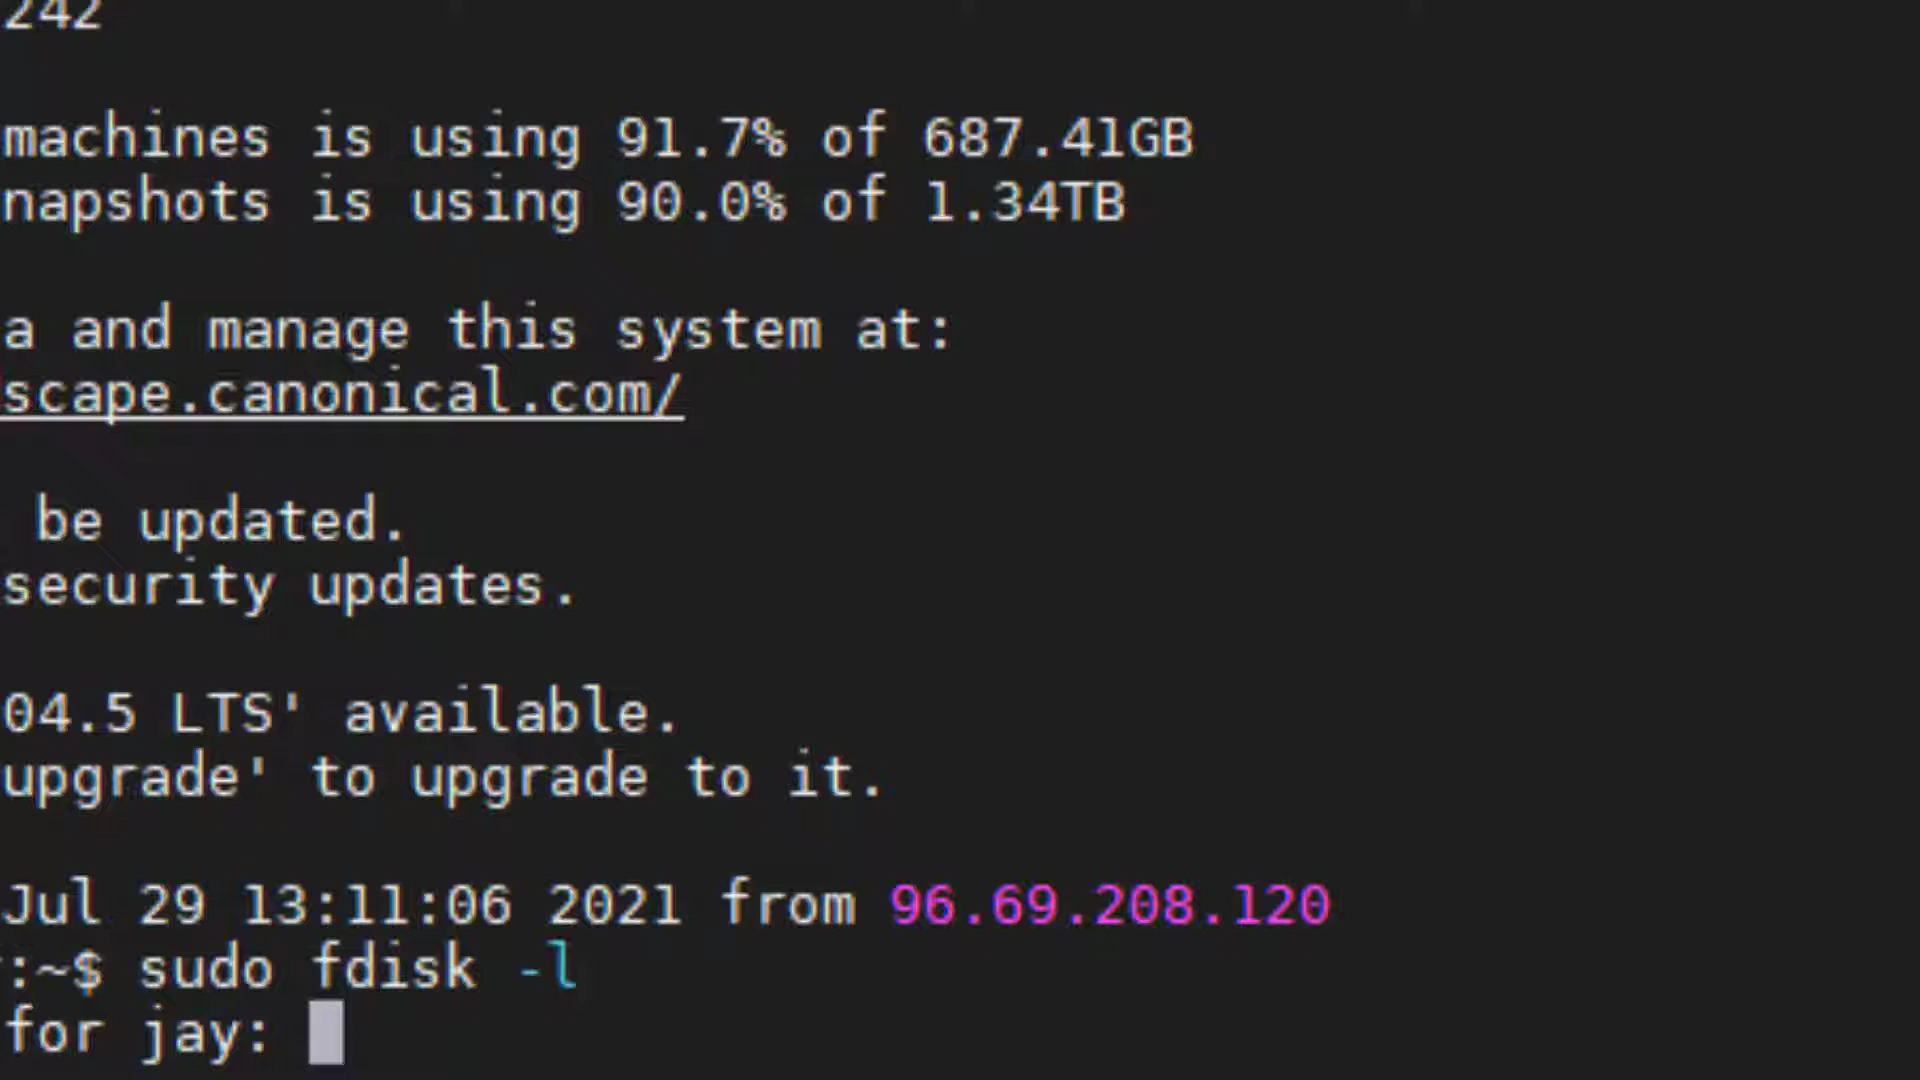 242
machines is using 91.7% of 687.41GB
napshots is using 90.0% of 1.34TB
a and manage this system at:
scape.canonical.com/
be updated.
security updates.
04.5 LTS' available.
upgrade' to upgrade to it.
Jul 29 13:11:06 2021 from 96.69.208.120
:~$ sudo fdisk -l
for jay: